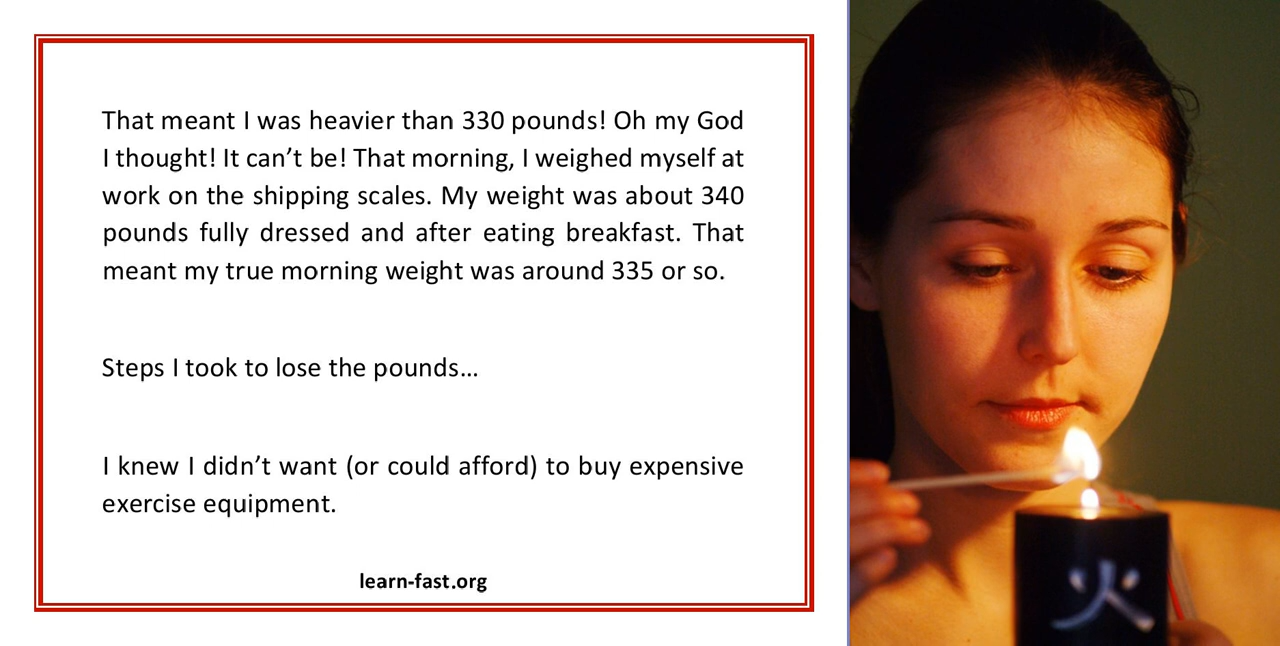 That meant I was heavier than 330 pounds! Oh my God
I thought! It can’t be! That morning, I weighed myself at
work on the shipping scales. My weight was about 340
pounds fully dressed and after eating breakfast. That
meant my true morning weight was around 335 or so.
Steps I took to lose the pounds…
I knew I didn’t want (or could afford) to buy expensive
exercise equipment.
learn-fast.org
火